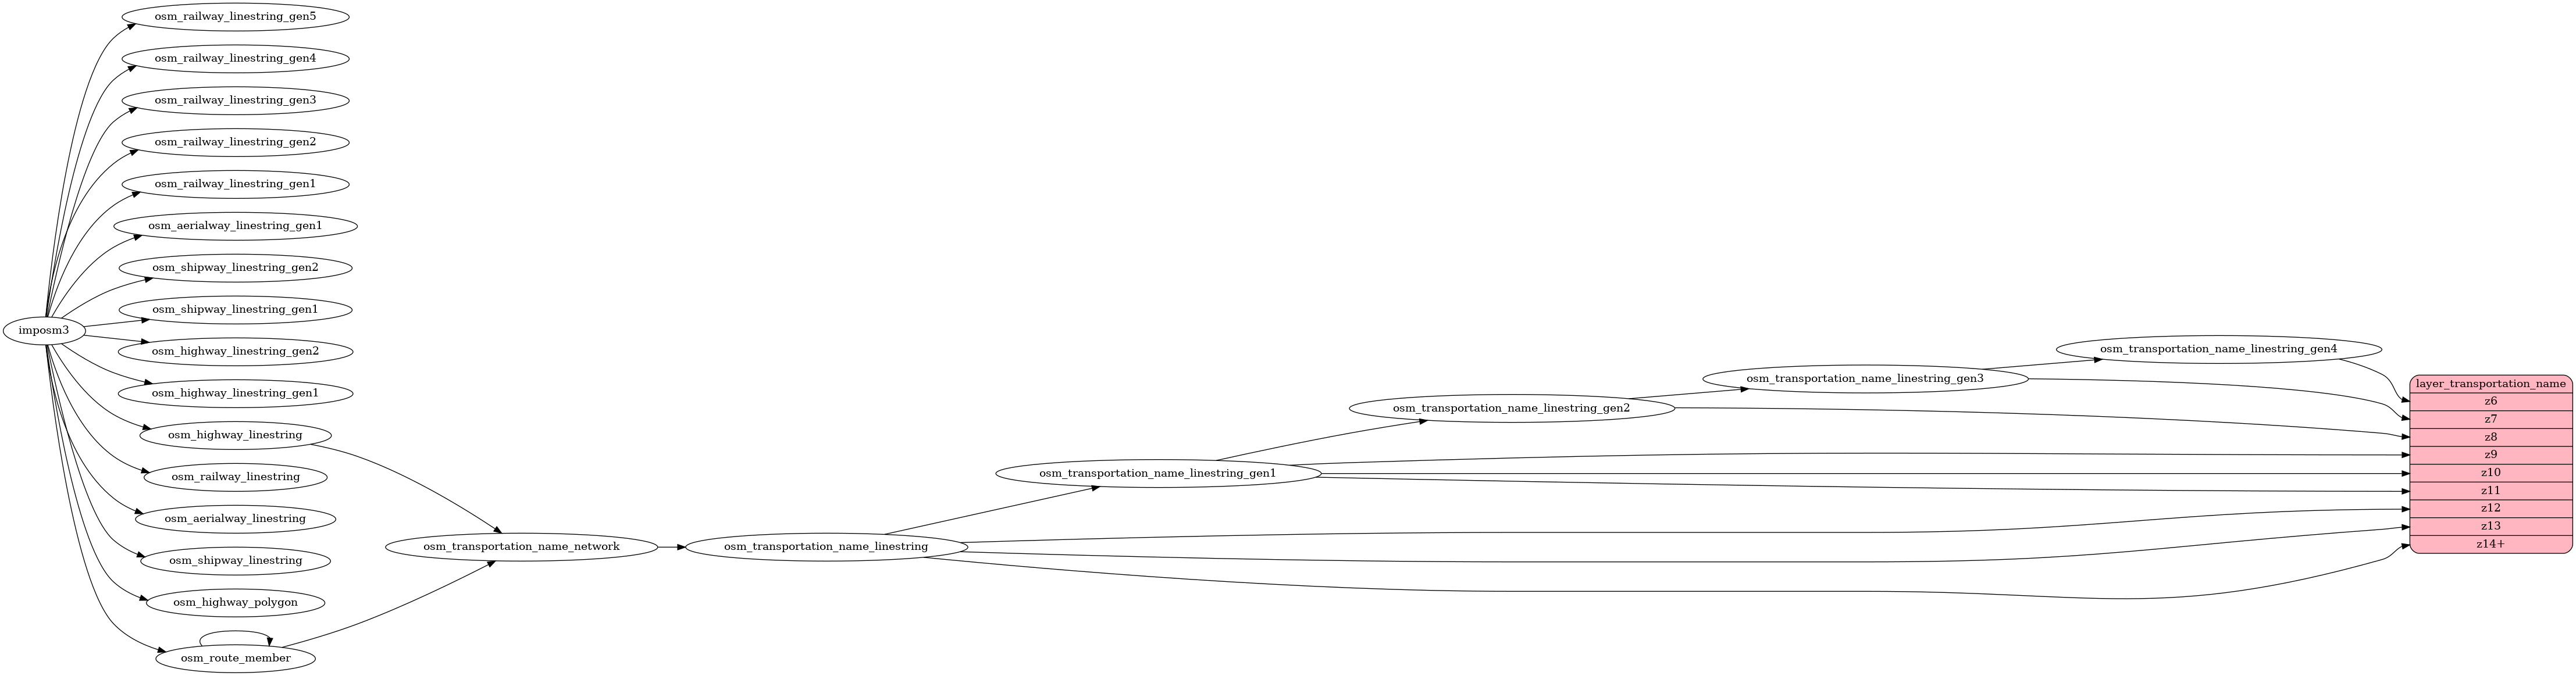 imposm3
osm_railway_linestring_gen5
osm_railway_linestring_gen4
osm_railway_linestring_gen3
osm_railway_linestring_gen2
osm_railway_linestring_gen1
osm_aerialway_linestring_gen1
osm_shipway_linestring_gen2
osm_shipway_linestring_gen1
osm_highway_linestring_gen2
osm_highway_linestring_gen1
osm_highway_linestring
osm_railway_linestring
osm_aerialway_linestring
osm_shipway_linestring
osm_highway_polygon
osm_route_member
osm_transportation_name_network
osm_transportation_name_linestring
osm_transportation_name_linestring_gen1
osm_transportation_name_linestring_gen2
osm_transportation_name_linestring_gen3
osm_transportation_name_linestring_gen4
layer_transportation_name
z6
z7
z8
z9
z10
z11
z12
z13
z14+